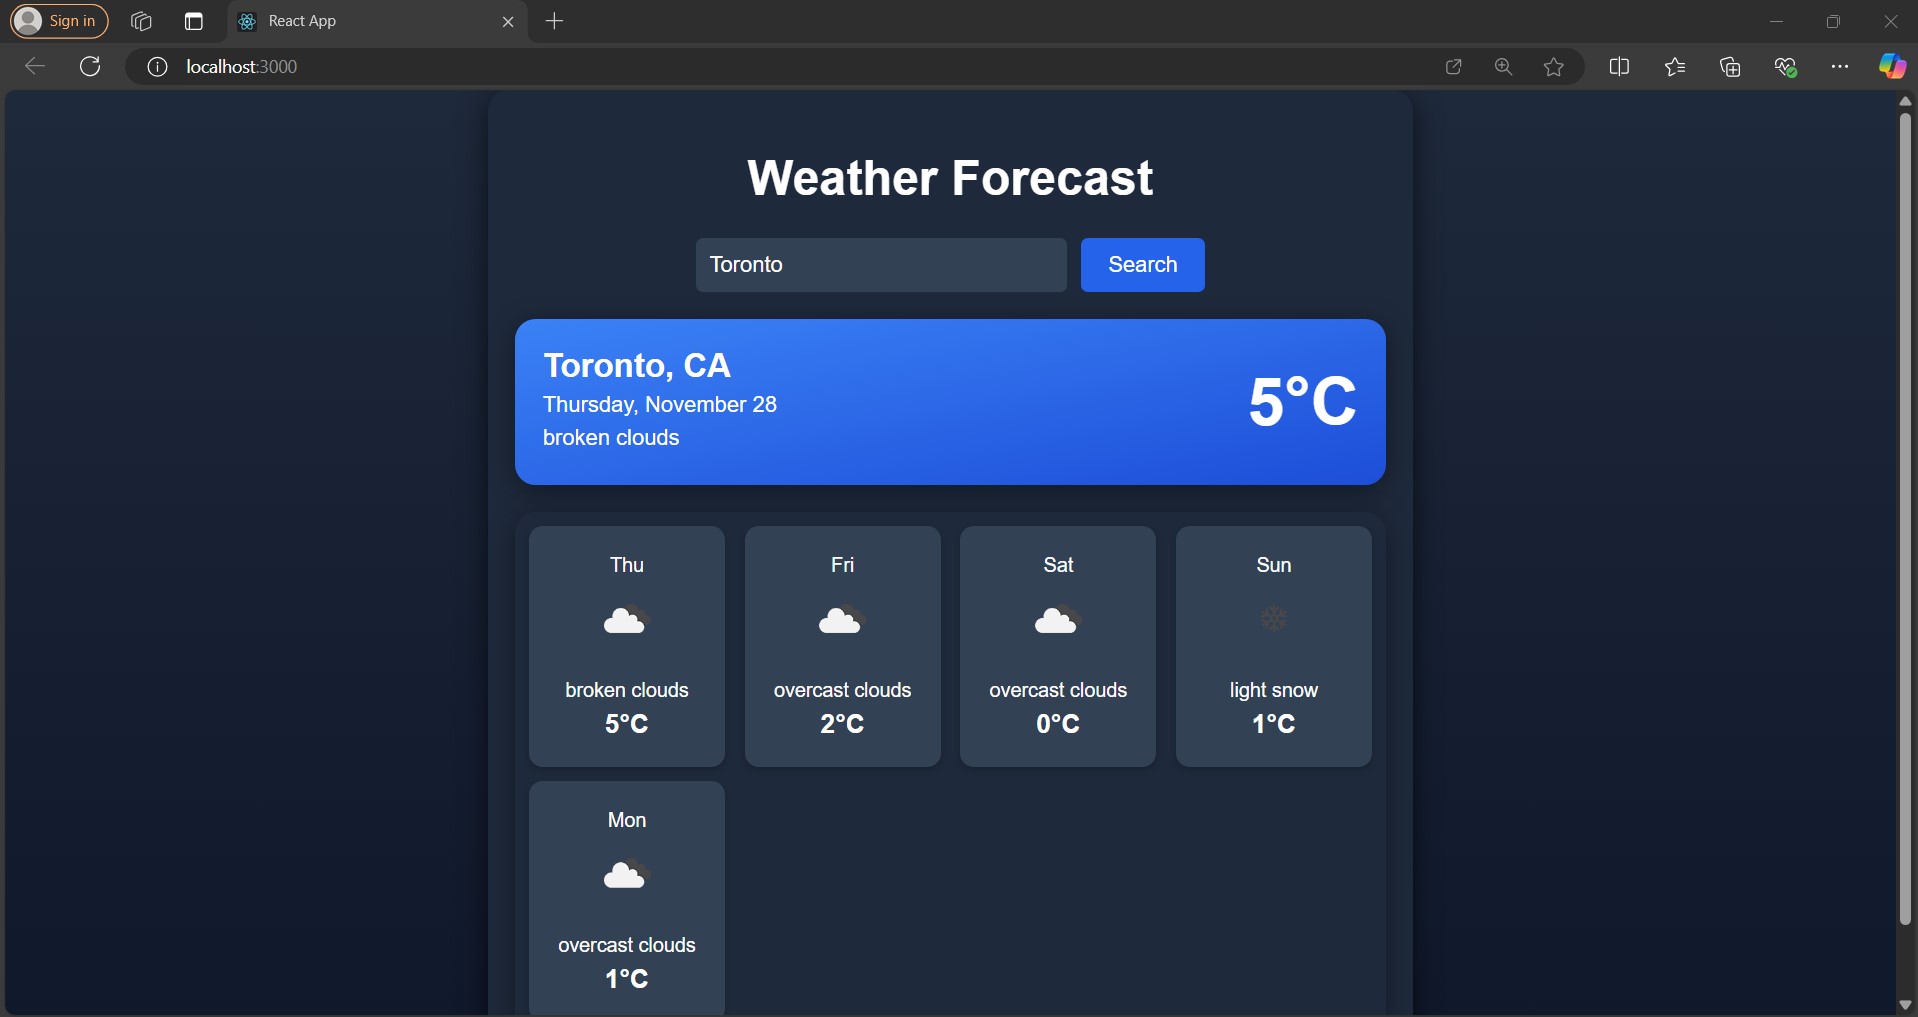 Sign in
React App
localhost:3000
Weather Forecast
Toronto
Search
Toronto, CA
Thursday, November 28
broken clouds
5°C
Thu
broken clouds
5°C
Fri
overcast clouds
2°C
Sat
overcast clouds
0°C
Sun
light snow
1°C
Mon
overcast clouds
1°C